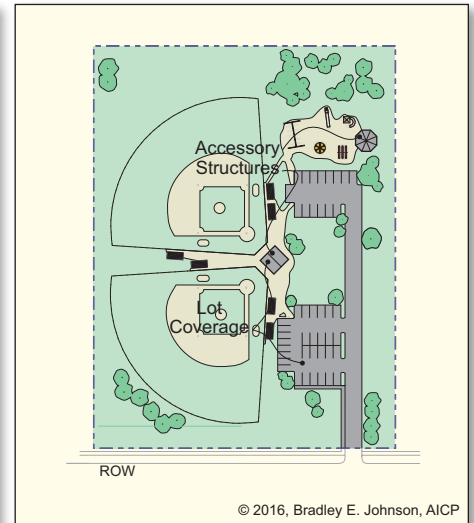 Accessory
Structures
Lot
Coverage
ROW
© 2016, Bradley E. Johnson, AICP